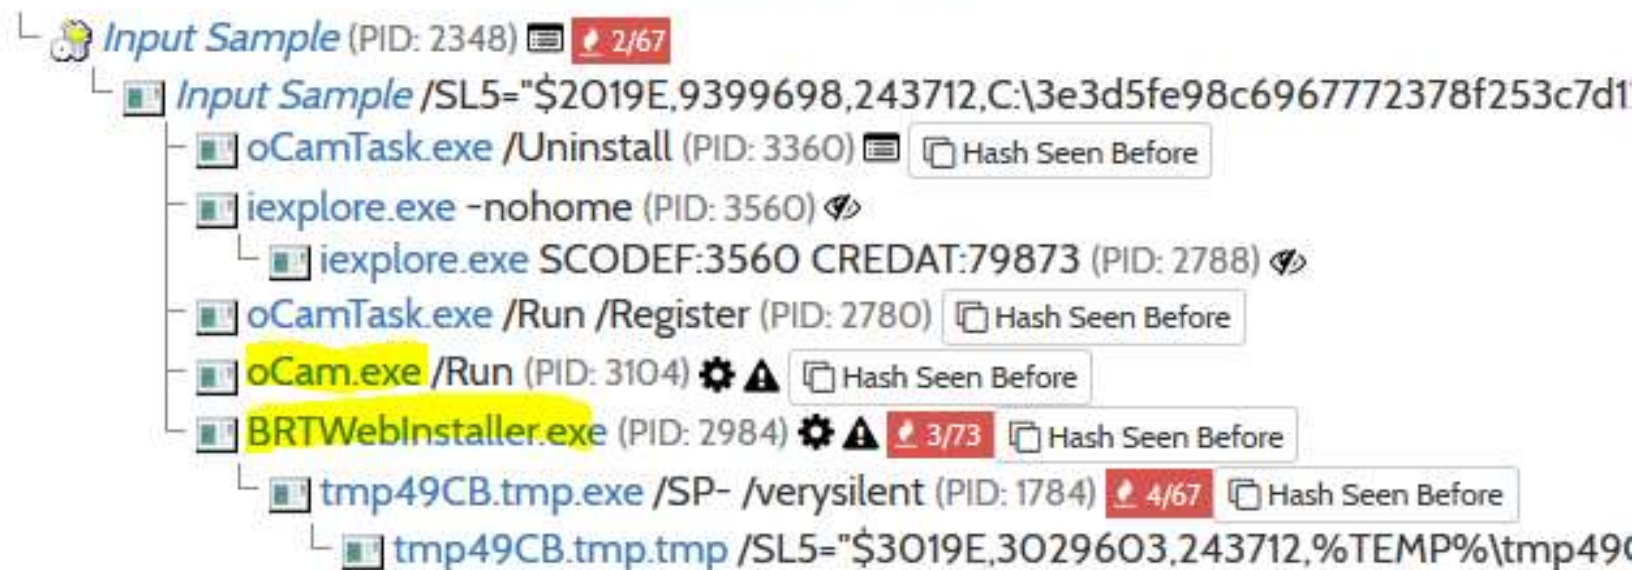 Input Sample (PID: 2348) 2/67
Input Sample /SL5="$2019E,9399698,243712,C:\3e3d5fe98c6967772378f253c7d1
oCamTask.exe /Uninstall (PID: 3360) Hash Seen Before
iexplore.exe -nohome (PID: 3560)
iexplore.exe SCODEF:3560 CREDAT:79873 (PID: 2788)
oCamTask.exe /Run /Register (PID: 2780) Hash Seen Before
oCam.exe /Run (PID: 3104) Hash Seen Before
BRTWebInstaller.exe (PID: 2984) 3/73 Hash Seen Before
tmp49CB.tmp.exe /SP- /verysilent (PID: 1784) 4/67 Hash Seen Before
tmp49CB.tmp.tmp /SL5="$3019E,3029603,243712,%TEMP%\tmp49